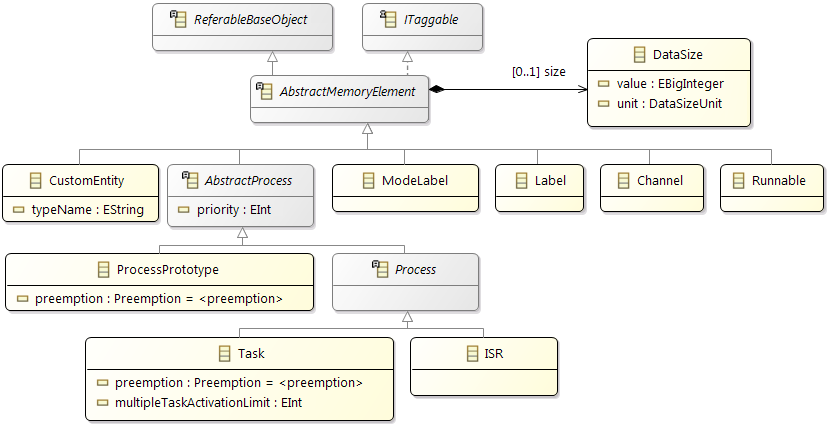 ReferableBaseObject
ITaggable
DataSize
value : EBigInteger
unit : DataSizeUnit
[0..1] size
AbstractMemoryElement
CustomEntity
typeName : EString
AbstractProcess
priority : EInt
ModeLabel
Label
Channel
Runnable
ProcessPrototype
preemption : Preemption = <preemption>
Process
Task
preemption : Preemption = <preemption>
multipleTaskActivationLimit : EInt
ISR